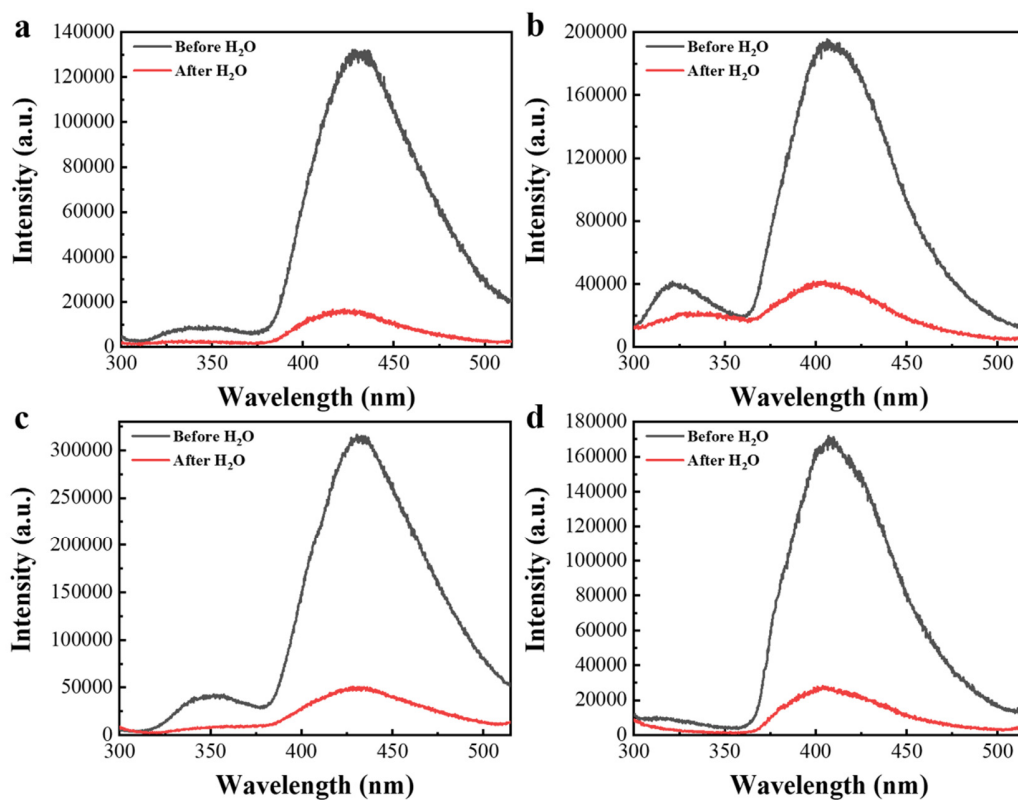 a
Before H₂O
After H₂O
140000
120000
100000
80000
60000
40000
20000
0
300 350 400 450 500
Intensity (a.u.)
Wavelength (nm)
b
Before H₂O
After H₂O
200000
160000
120000
80000
40000
0
300 350 400 450 500
Intensity (a.u.)
Wavelength (nm)
c
Before H₂O
After H₂O
300000
250000
200000
150000
100000
50000
0
300 350 400 450 500
Intensity (a.u.)
Wavelength (nm)
d
Before H₂O
After H₂O
180000
160000
140000
120000
100000
80000
60000
40000
20000
0
300 350 400 450 500
Intensity (a.u.)
Wavelength (nm)